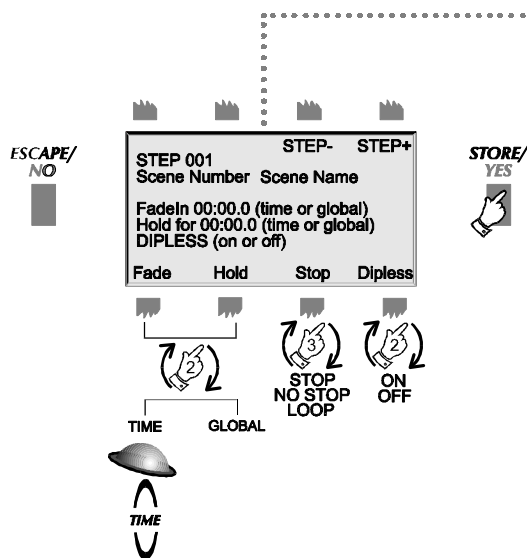 STEP- STEP+
ESCAPE/
NO
STORE/
YES
STEP 001
Scene Number Scene Name
FadeIn 00:00.0 (time or global)
Hold for 00:00.0 (time or global)
DIPLESS (on or off)
Fade Hold Stop Dipless
2 3 2
STOP
NO STOP
LOOP
ON
OFF
TIME GLOBAL
TIME